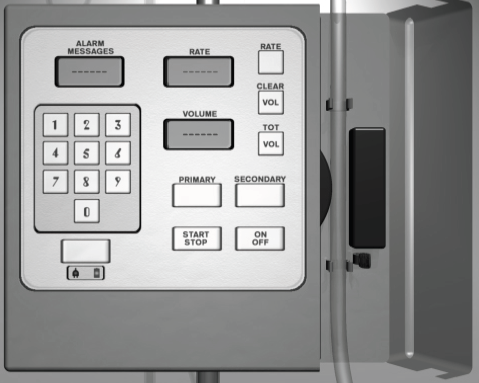 ALARM
MESSAGES
------
RATE
------
RATE
CLEAR
VOL
VOLUME
------
TOT
VOL
1 2 3
4 5 6
7 8 9
0
PRIMARY
SECONDARY
START
STOP
ON
OFF